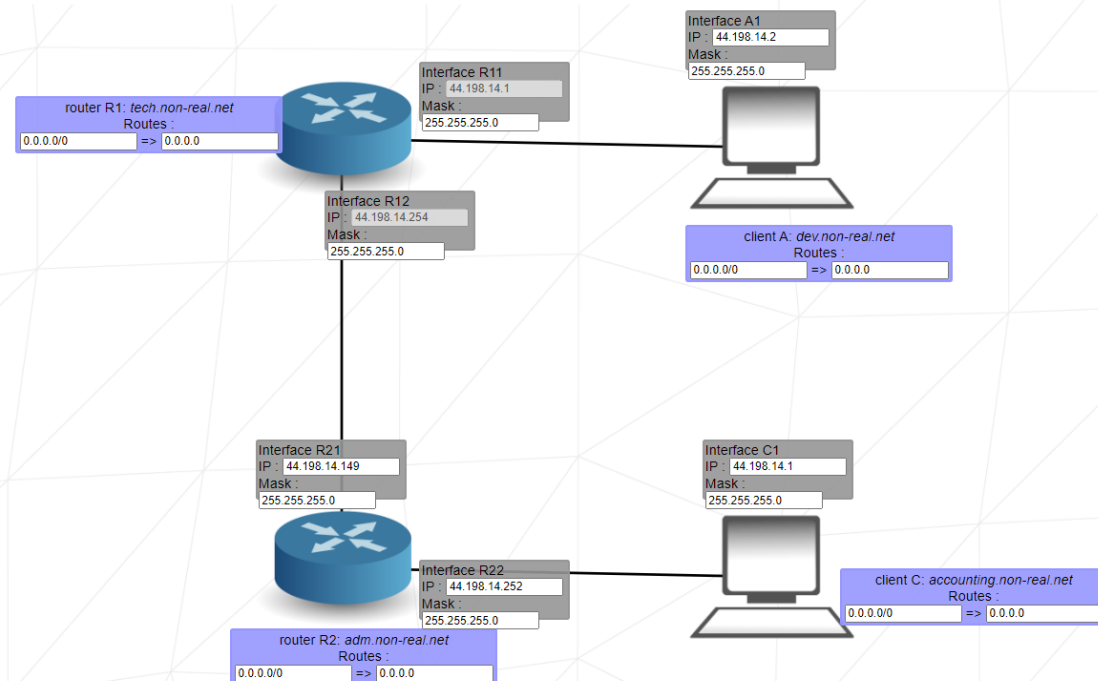 Interface A1
IP : 44.198.14.2
Mask :
255.255.255.0
Interface R11
IP : 44.198.14.1
Mask :
255.255.255.0
router R1: tech.non-real.net
Routes :
0.0.0.0/0 => 0.0.0.0
Interface R12
IP : 44.198.14.254
Mask :
255.255.255.0
client A: dev.non-real.net
Routes :
0.0.0.0/0 => 0.0.0.0
Interface R21
IP : 44.198.14.149
Mask :
255.255.255.0
Interface C1
IP : 44.198.14.1
Mask :
255.255.255.0
Interface R22
IP : 44.198.14.252
Mask :
255.255.255.0
client C: accounting.non-real.net
Routes :
0.0.0.0/0 => 0.0.0.0
router R2: adm.non-real.net
Routes :
0.0.0.0/0 => 0.0.0.0